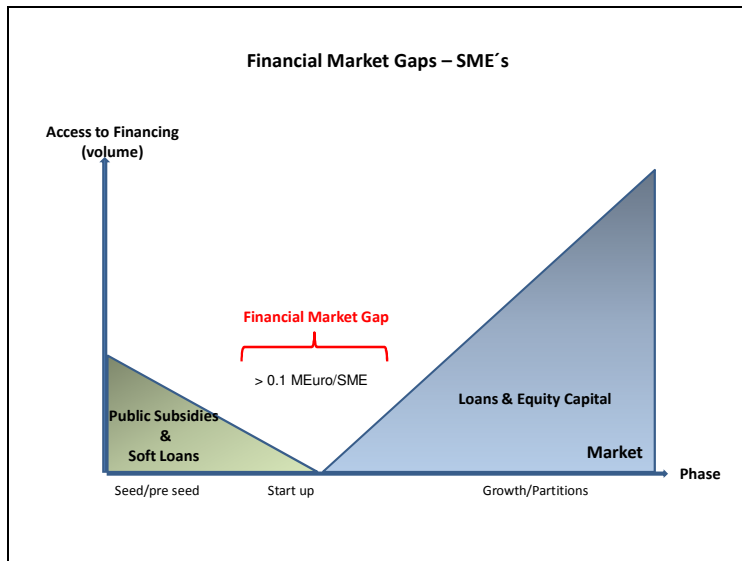 Financial Market Gaps – SME´s
Access to Financing
(volume)
Financial Market Gap
> 0.1 MEuro/SME
Public Subsidies
&
Soft Loans
Loans & Equity Capital
Market
Phase
Seed/pre seed
Start up
Growth/Partitions